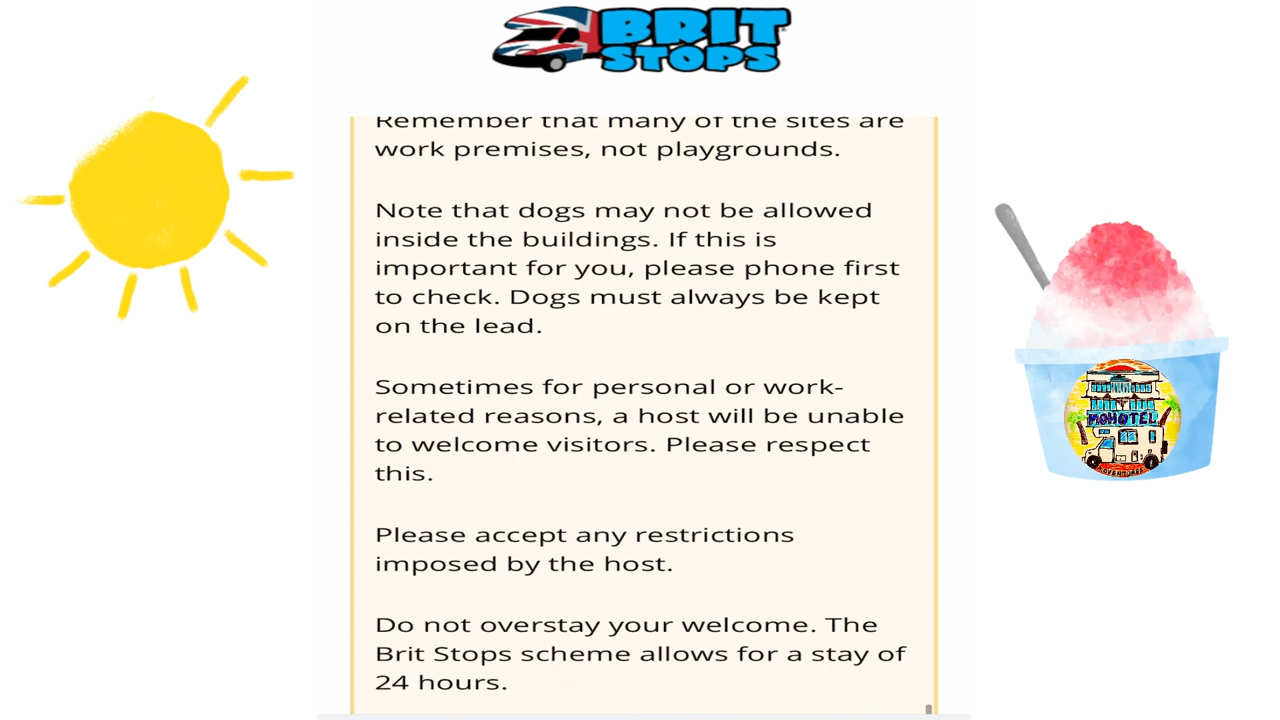 BRIT
STOPS
Remember that many of the sites are
work premises, not playgrounds.
Note that dogs may not be allowed
inside the buildings. If this is
important for you, please phone first
to check. Dogs must always be kept
on the lead.
Sometimes for personal or work-
related reasons, a host will be unable
to welcome visitors. Please respect
this.
Please accept any restrictions
imposed by the host.
Do not overstay your welcome. The
Brit Stops scheme allows for a stay of
24 hours.
MOHOTEL